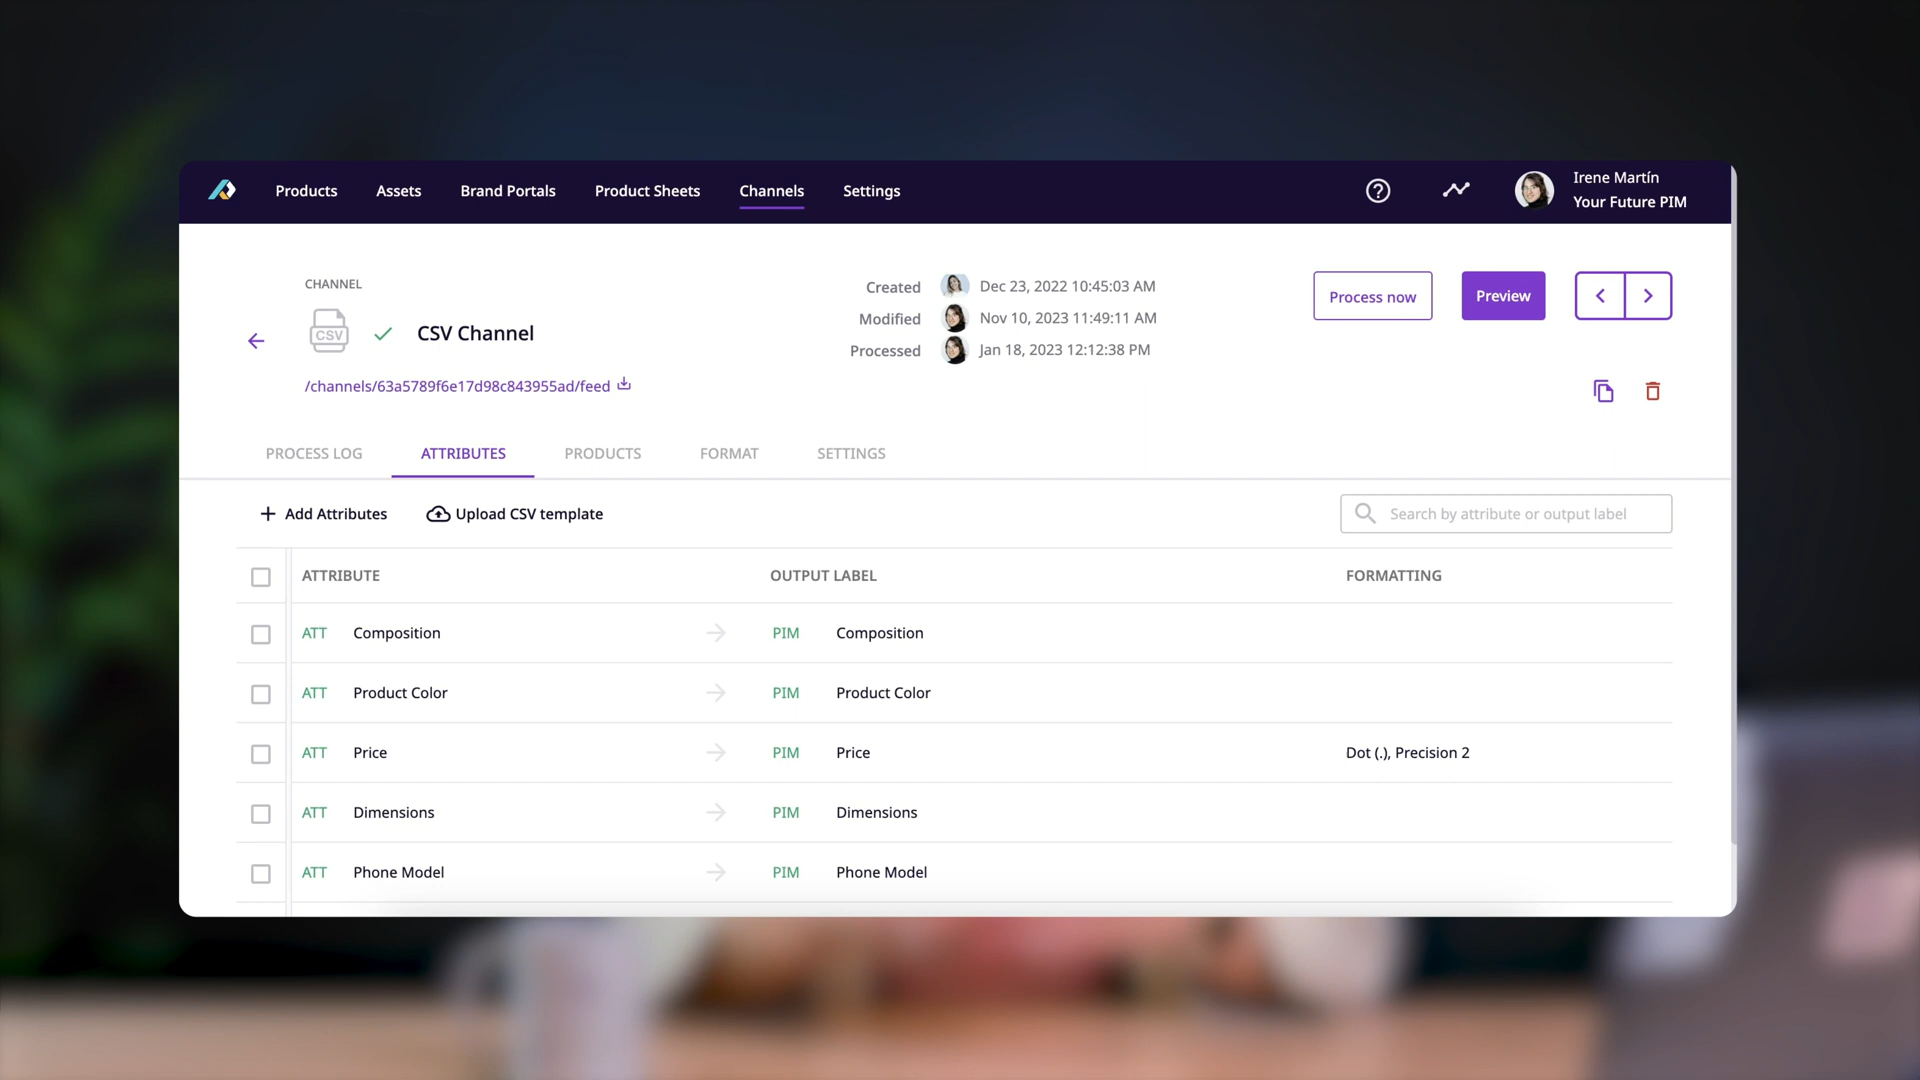 Products
Assets
Brand Portals
Product Sheets
Channels
Settings
Irene Martín
Your Future PIM
CHANNEL
CSV
CSV Channel
/channels/63a5789f6e17d98c843955ad/feed
Created Dec 23, 2022 10:45:03 AM
Modified Nov 10, 2023 11:49:11 AM
Processed Jan 18, 2023 12:12:38 PM
Process now
Preview
PROCESS LOG
ATTRIBUTES
PRODUCTS
FORMAT
SETTINGS
+ Add Attributes
Upload CSV template
Search by attribute or output label
ATTRIBUTE OUTPUT LABEL FORMATTING
ATT Composition PIM Composition
ATT Product Color PIM Product Color
ATT Price PIM Price Dot (.), Precision 2
ATT Dimensions PIM Dimensions
ATT Phone Model PIM Phone Model